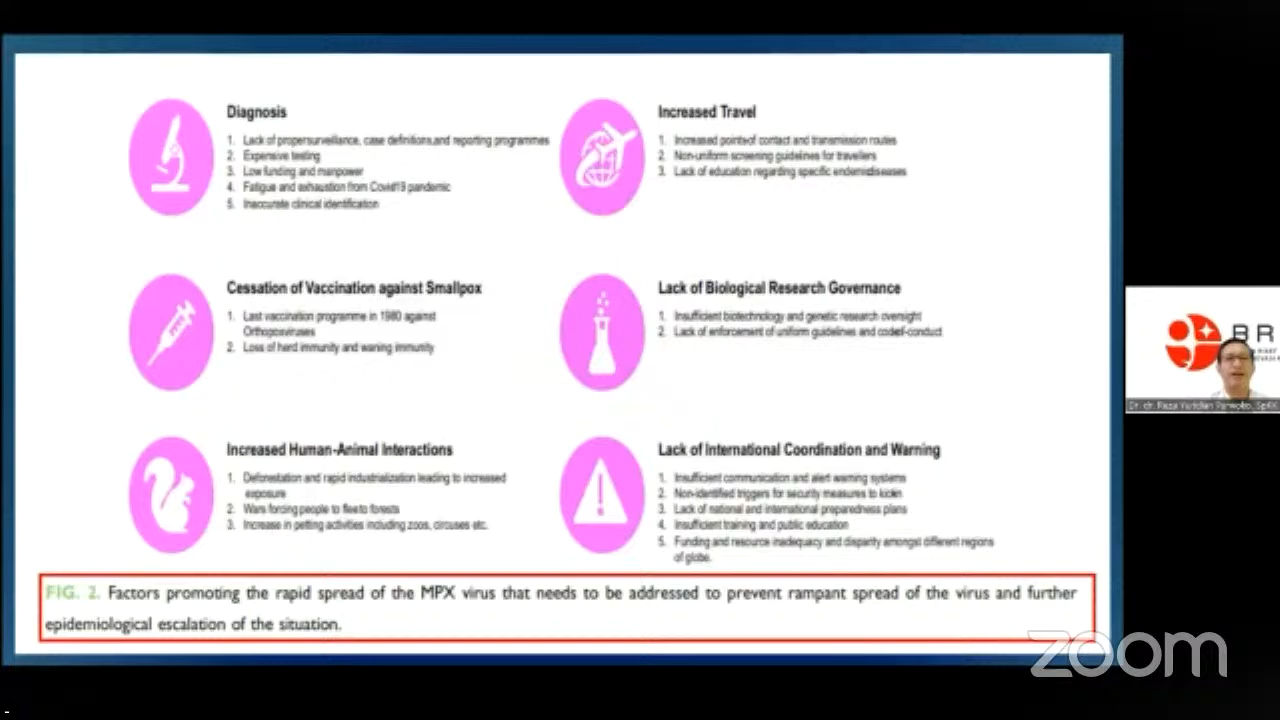 Diagnosis
1. Lack of propersurveillance, case definitions,and reporting programmes
2. Expensive testing
3. Low funding and manpower
4. Fatigue and exhaustion from Covid19 pandemic
5. Inaccurate clinical identification
Increased Travel
1. Increased points of contact and transmission routes
2. Non-uniform screening guidelines for travellers
3. Lack of education regarding specific endemicdiseases
Cessation of Vaccination against Smallpox
1. Last vaccination programme in 1980 against
Orthopoxviruses
2. Loss of herd immunity and waning immunity
Lack of Biological Research Governance
1. Insufficient biotechnology and genetic research oversight
2. Lack of enforcement of uniform guidelines and code-of-conduct
Increased Human-Animal Interactions
1. Deforestation and rapid industrialization leading to increased
exposure
2. Wars forcing people to flee to forests
3. Increase in petting activities including zoos, circuses etc.
Lack of International Coordination and Warning
1. Insufficient communication and alert warning systems
2. Non-identified triggers for security measures to kick in
3. Lack of national and international preparedness plans
4. Insufficient training and public education
5. Funding and resource inadequacy and disparity amongst different regions
of globe.
FIG. 2. Factors promoting the rapid spread of the MPX virus that needs to be addressed to prevent rampant spread of the virus and further
epidemiological escalation of the situation.
BR
Dr. dr. Reza Yuridian
zoom